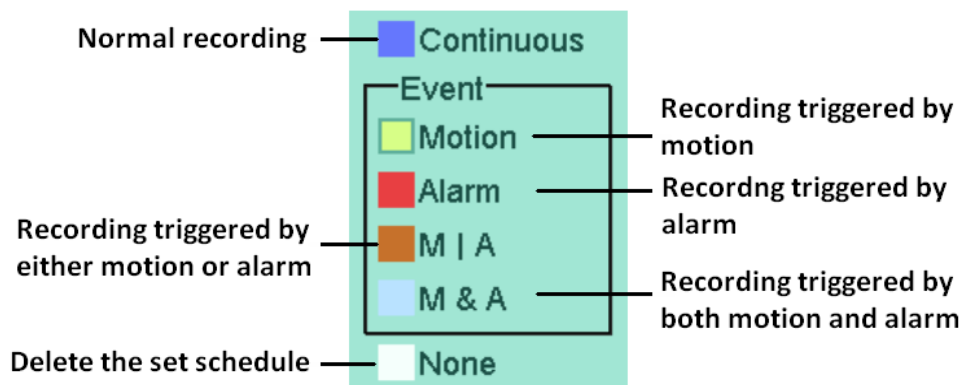 Normal recording
Continuous
Event
Motion
Recording triggered by
motion
Alarm
Recordng triggered by
alarm
Recording triggered by
either motion or alarm
M | A
M & A
Recording triggered by
both motion and alarm
Delete the set schedule
None